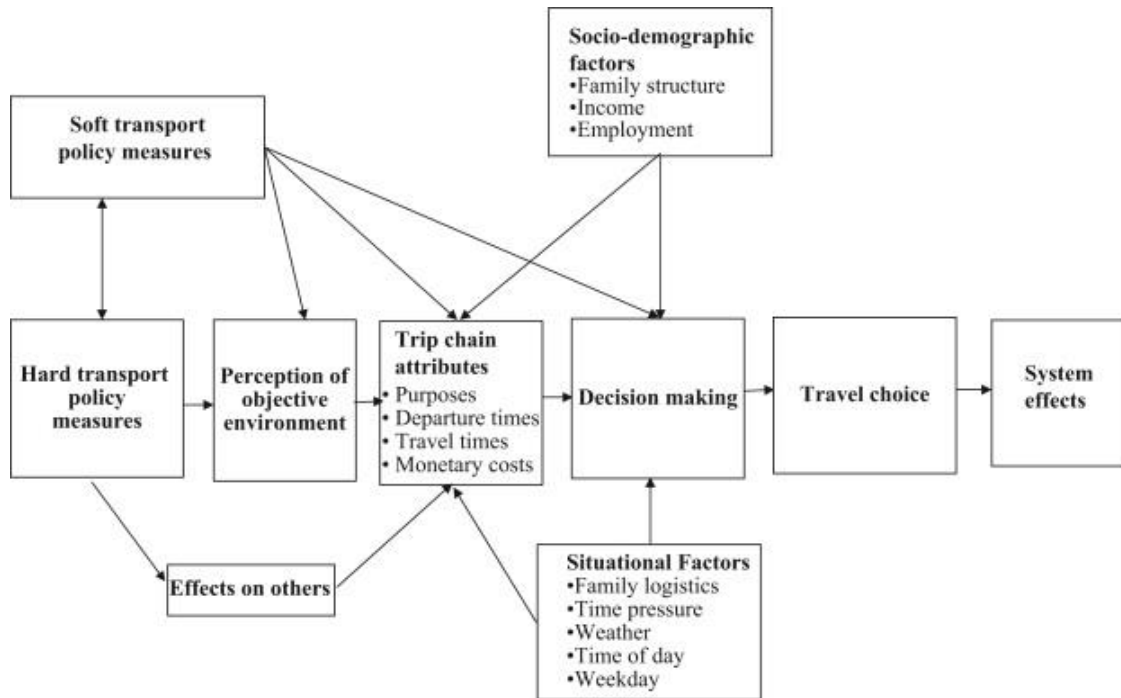 Socio-demographic
factors
•Family structure
•Income
•Employment
Soft transport
policy measures
Hard transport
policy
measures
Perception of
objective
environment
Trip chain
attributes
• Purposes
• Departure times
• Travel times
• Monetary costs
Decision making
Travel choice
System
effects
Effects on others
Situational Factors
•Family logistics
•Time pressure
•Weather
•Time of day
•Weekday